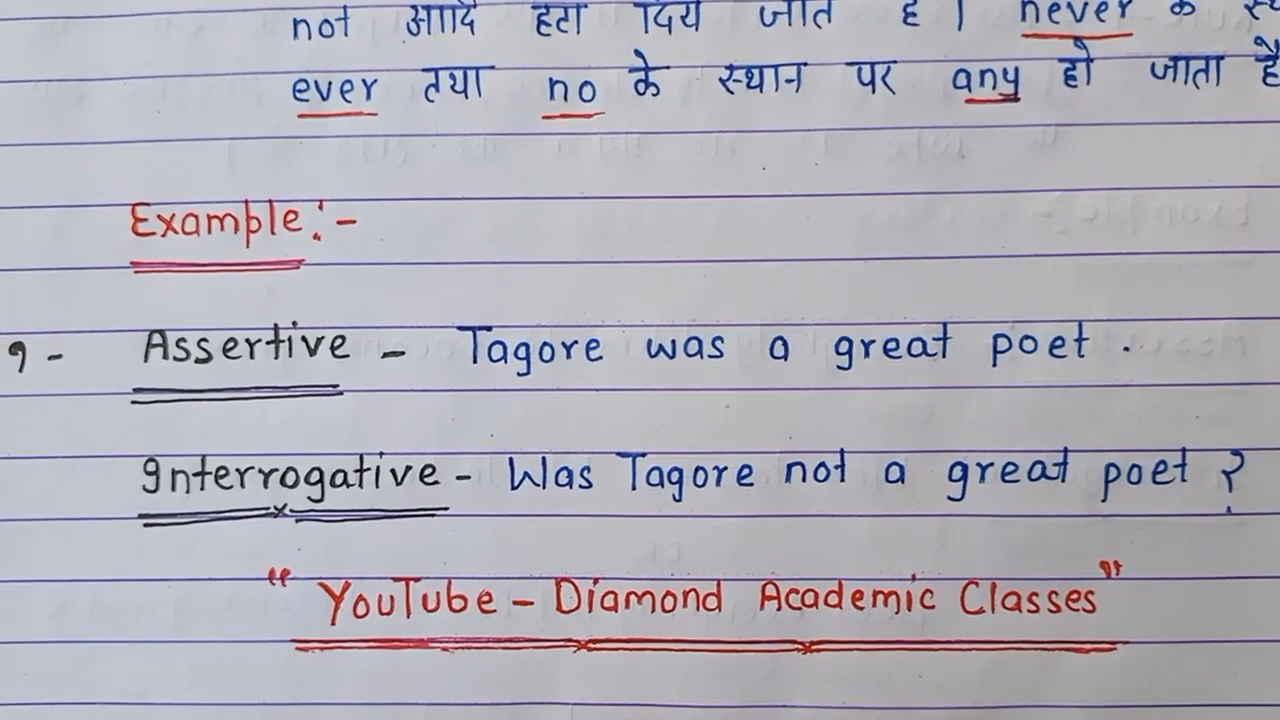 not आदि हटा दिये जाते है। never के
ever तथा no के स्थान पर any हो जाता है
Example:-
१- Assertive - Tagore was a great poet.
Interrogative - Was Tagore not a great poet?
"YouTube - Diamond Academic Classes"